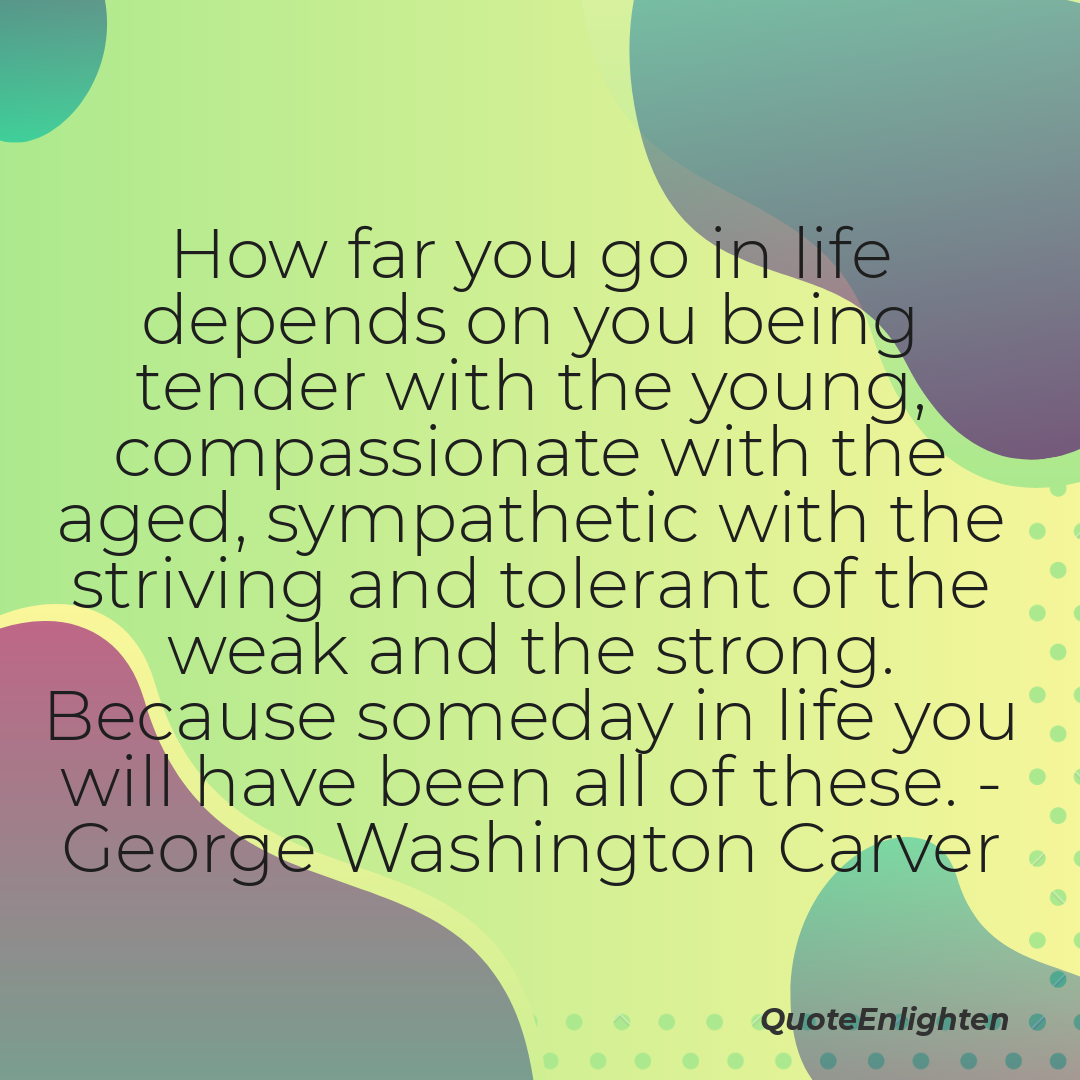 How far you go in life
depends on you being
tender with the young,
compassionate with the
aged, sympathetic with the
striving and tolerant of the
weak and the strong.
Because someday in life you
will have been all of these. -
George Washington Carver
QuoteEnlighten